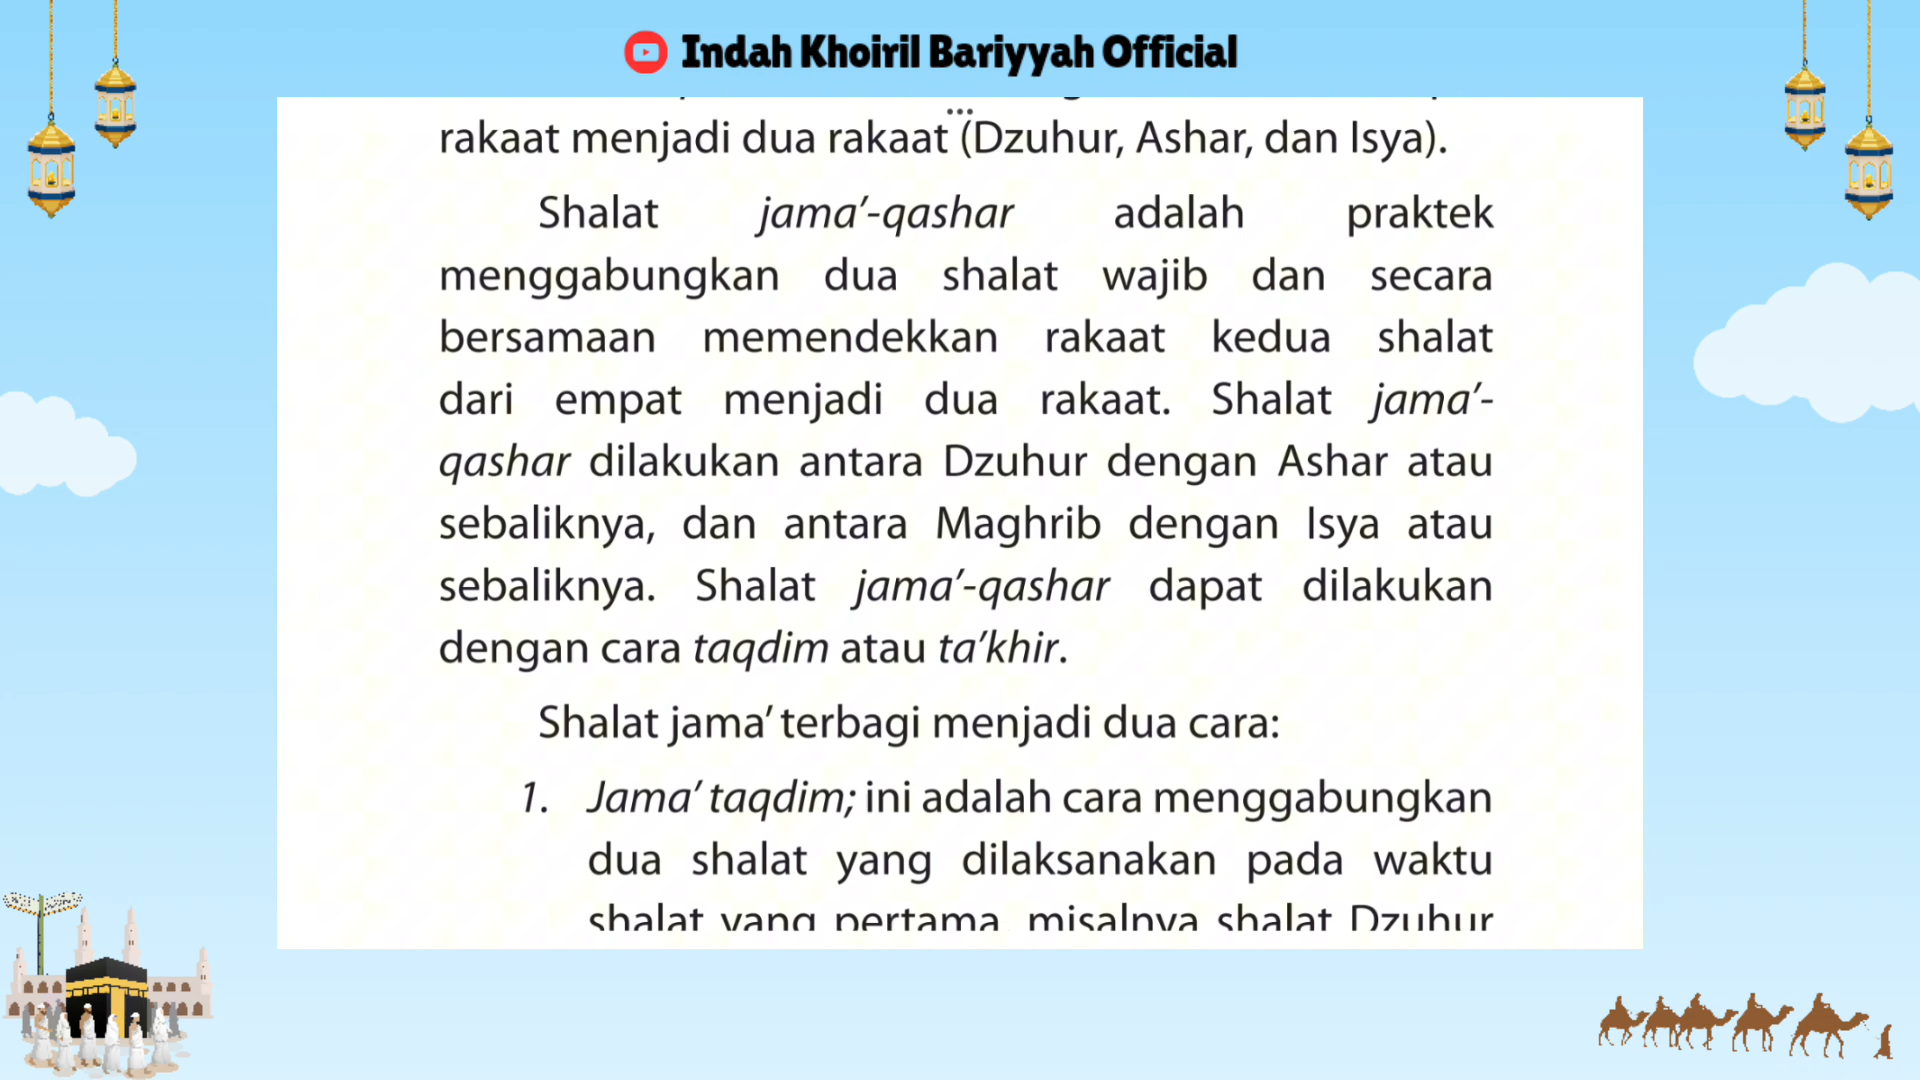 Indah Khoiril Bariyyah Official
rakaat menjadi dua rakaat (Dzuhur, Ashar, dan Isya).
Shalat jama’-qashar adalah praktek
menggabungkan dua shalat wajib dan secara
bersamaan memendekkan rakaat kedua shalat
dari empat menjadi dua rakaat. Shalat jama’-
qashar dilakukan antara Dzuhur dengan Ashar atau
sebaliknya, dan antara Maghrib dengan Isya atau
sebaliknya. Shalat jama’-qashar dapat dilakukan
dengan cara taqdim atau ta’khir.
Shalat jama’ terbagi menjadi dua cara:
1. Jama’ taqdim; ini adalah cara menggabungkan
dua shalat yang dilaksanakan pada waktu
shalat yang pertama, misalnya shalat Dzuhur